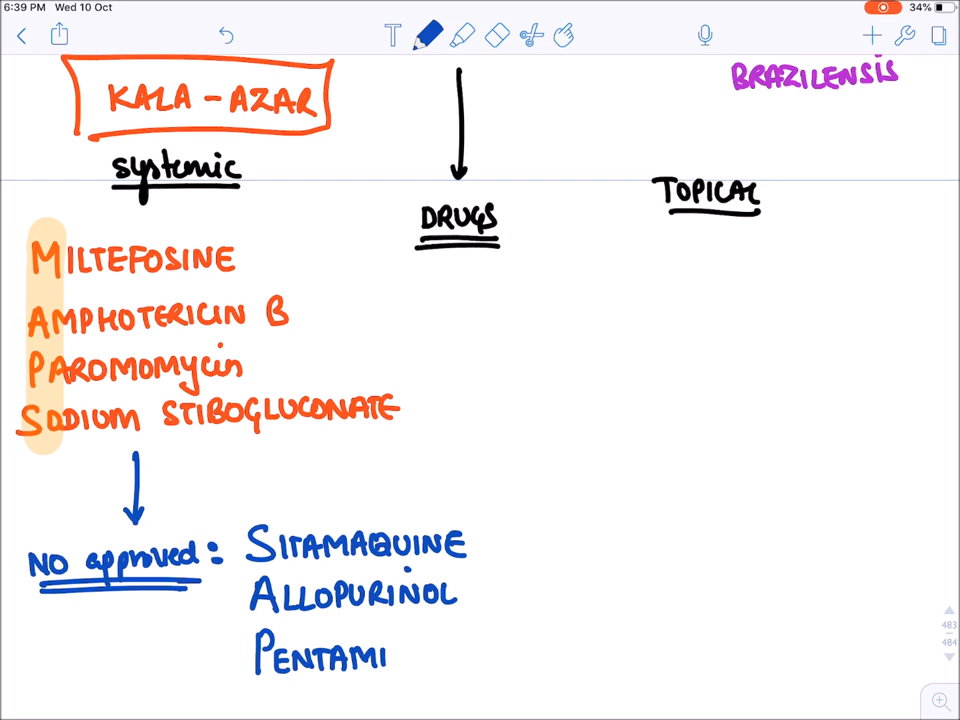 6:39 PM Wed 10 Oct
34%
T
BRAZILENSIS
KALA-AZAR
systemic
TOPICAL
DRUGS
MILTEFOSINE
AMPHOTERICIN B
PAROMOMYCIN
SODIUM STIBOGLUCONATE
NO approved: SITAMAQUINE
ALLOPURINOL
PENTAMI
483
484